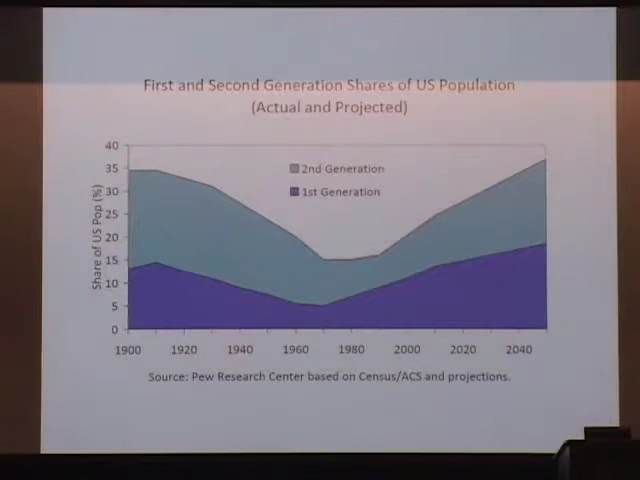 First and Second Generation Shares of US Population
(Actual and Projected)
40
35
30
25
20
15
10
5
0
Share of US Pop (%)
2nd Generation
1st Generation
1900 1920 1940 1960 1980 2000 2020 2040
Source: Pew Research Center based on Census/ACS and projections.